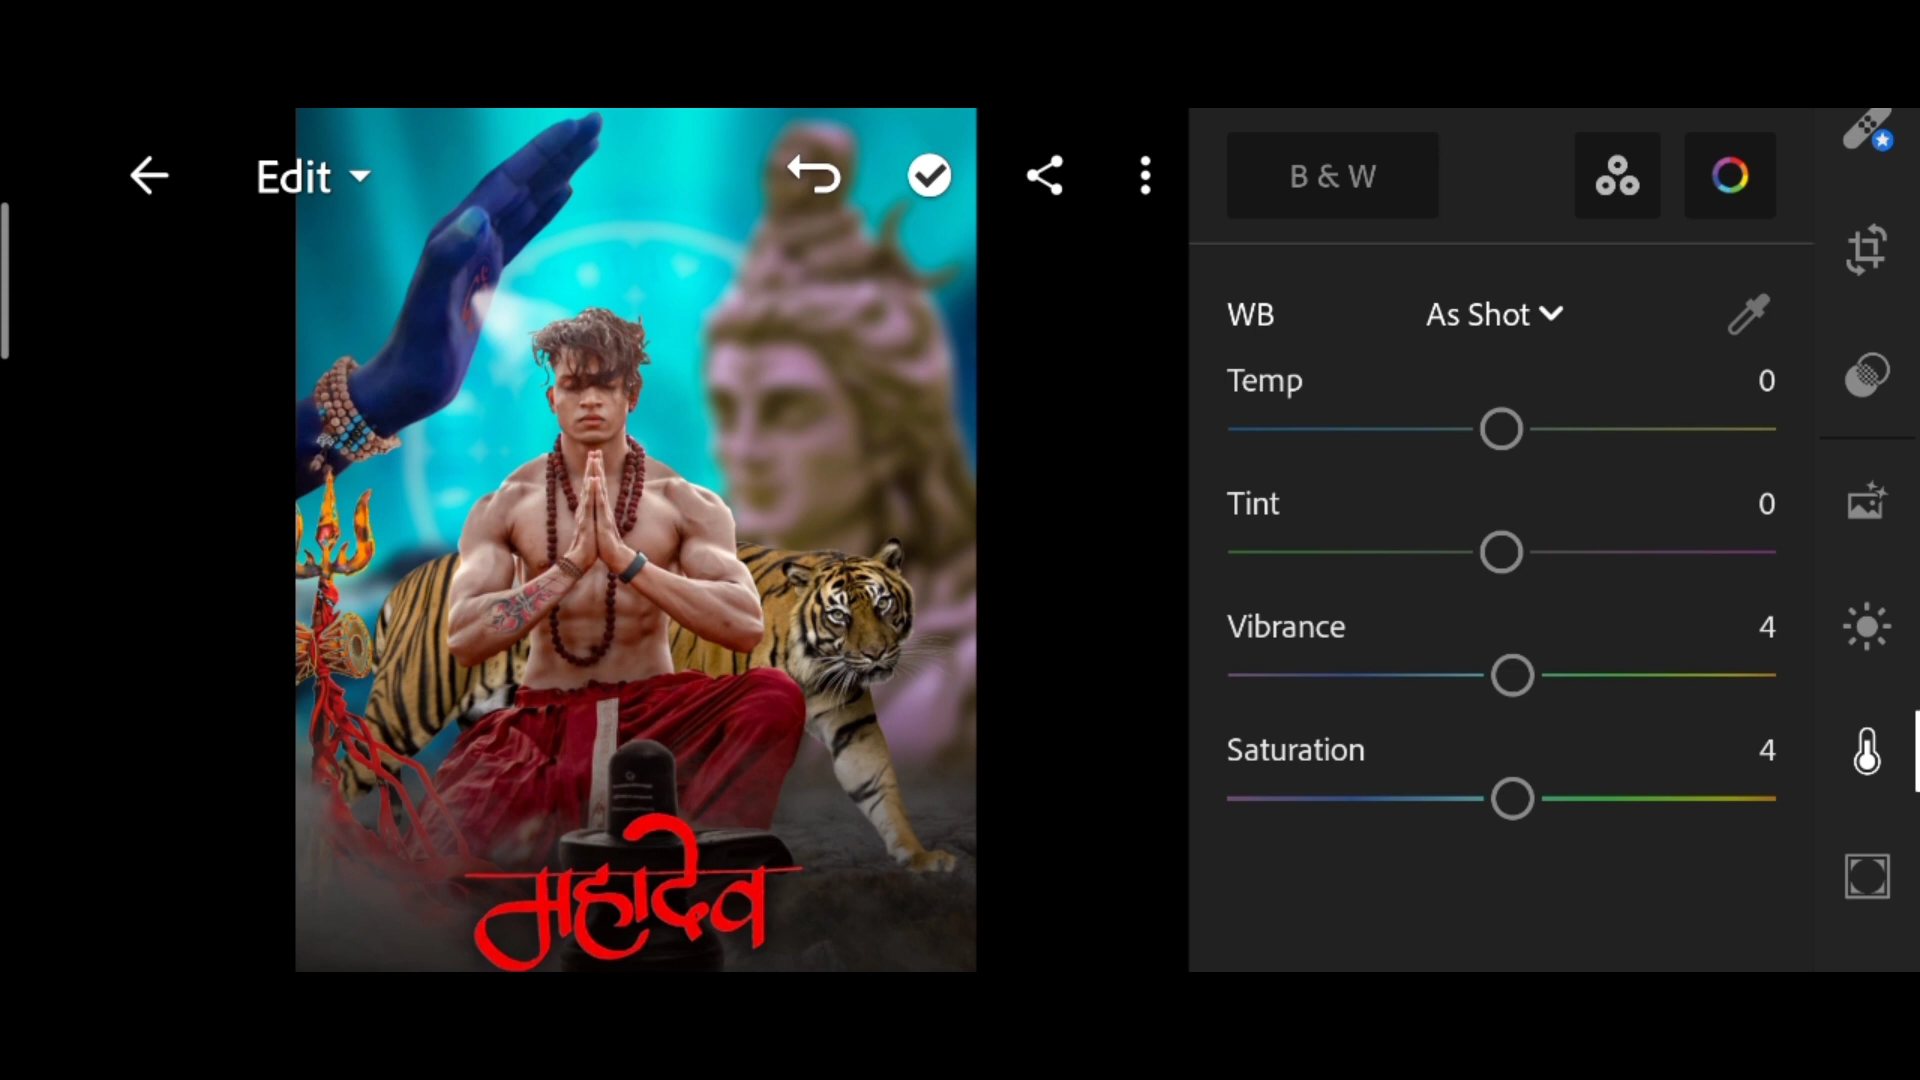 Edit
B & W
WB As Shot
Temp 0
Tint 0
Vibrance 4
Saturation 4
महादेव